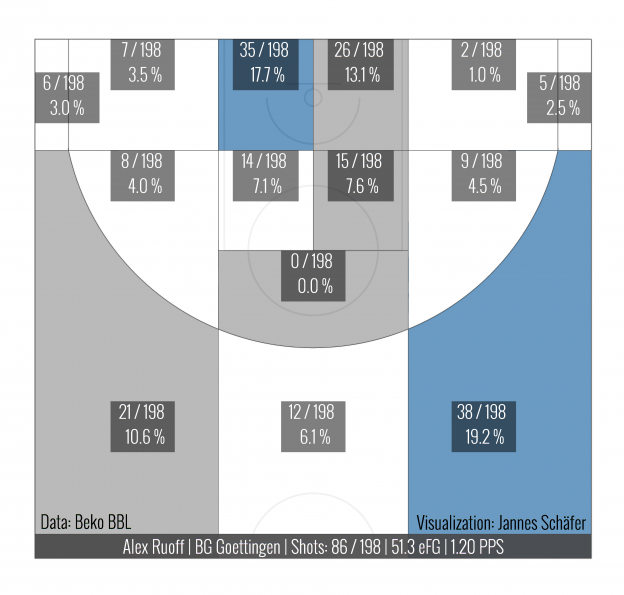 7 / 198
3.5 %
35 / 198
17.7 %
26 / 198
13.1 %
2 / 198
1.0 %
6 / 198
3.0 %
5 / 198
2.5 %
8 / 198
4.0 %
14 / 198
7.1 %
15 / 198
7.6 %
9 / 198
4.5 %
0 / 198
0.0 %
21 / 198
10.6 %
12 / 198
6.1 %
38 / 198
19.2 %
Data: Beko BBL
Visualization: Jannes Schäfer
Alex Ruoff | BG Goettingen | Shots: 86 / 198 | 51.3 eFG | 1.20 PPS